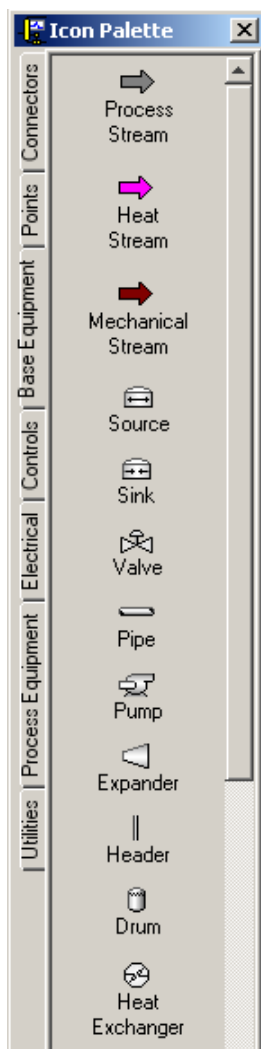 Icon Palette
Connectors
Points
Base Equipment
Controls
Electrical
Process Equipment
Utilities
Process
Stream
Heat
Stream
Mechanical
Stream
Source
Sink
Valve
Pipe
Pump
Expander
Header
Drum
Heat
Exchanger